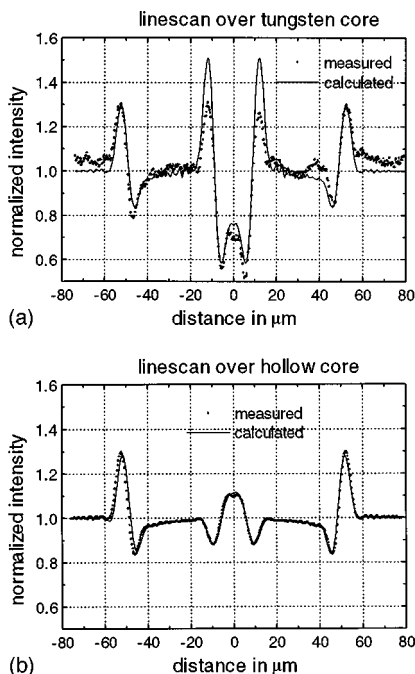 linescan over tungsten core
1.6
1.4
1.2
1.0
0.8
0.6
normalized intensity
measured
calculated
-80 -60 -40 -20 0 20 40 60 80
(a)
distance in μm
linescan over hollow core
1.6
1.4
1.2
1.0
0.8
0.6
normalized intensity
measured
calculated
-80 -60 -40 -20 0 20 40 60 80
(b)
distance in μm